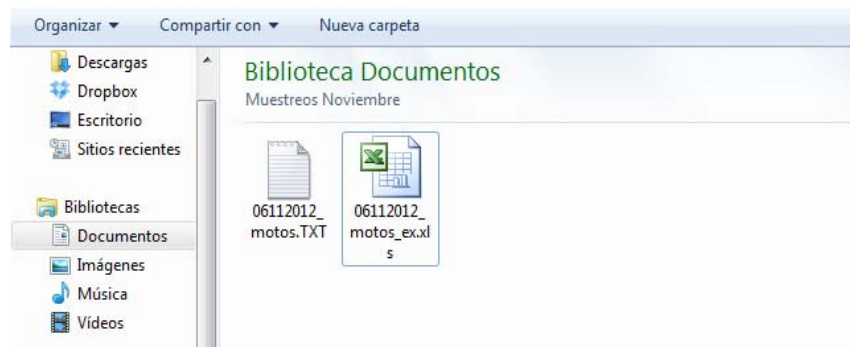 Organizar Compartir con Nueva carpeta
Descargas
Dropbox
Escritorio
Sitios recientes
Bibliotecas
Documentos
Imágenes
Música
Vídeos
Biblioteca Documentos
Muestreos Noviembre
06112012_
motos.TXT
06112012_
motos_ex.xl
s